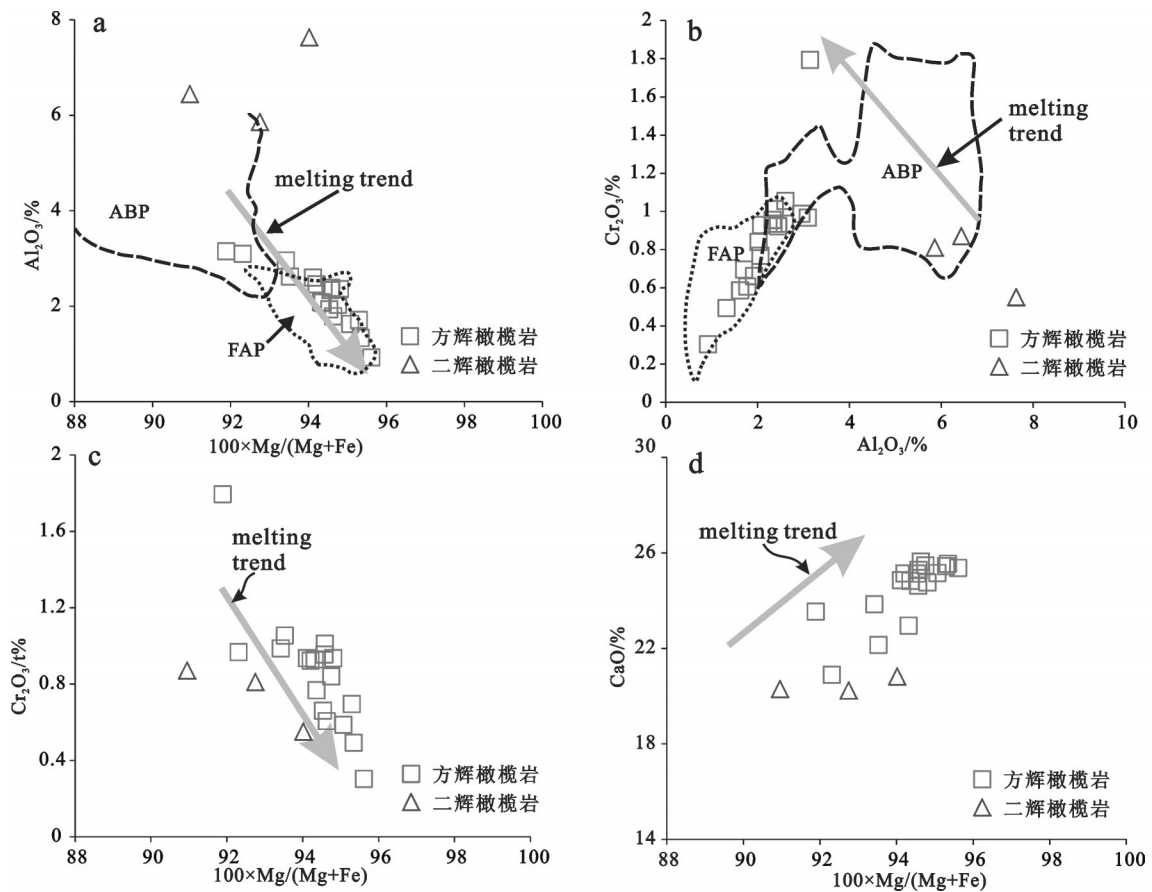 a
8
6
4
2
0
Al₂O₃/%
ABP
melting trend
FAP
方辉橄榄岩
二辉橄榄岩
88 90 92 94 96 98 100
100×Mg/(Mg+Fe)
b
2
1.8
1.6
1.4
1.2
1
0.8
0.6
0.4
0.2
0
Cr₂O₃/%
melting
trend
ABP
FAP
方辉橄榄岩
二辉橄榄岩
0 2 4 6 8 10
Al₂O₃/%
c
2
1.6
1.2
0.8
0.4
0
Cr₂O₃/t%
melting
trend
方辉橄榄岩
二辉橄榄岩
88 90 92 94 96 98 100
100×Mg/(Mg+Fe)
d
30
26
22
18
14
CaO/%
melting trend
方辉橄榄岩
二辉橄榄岩
88 90 92 94 96 98 100
100×Mg/(Mg+Fe)